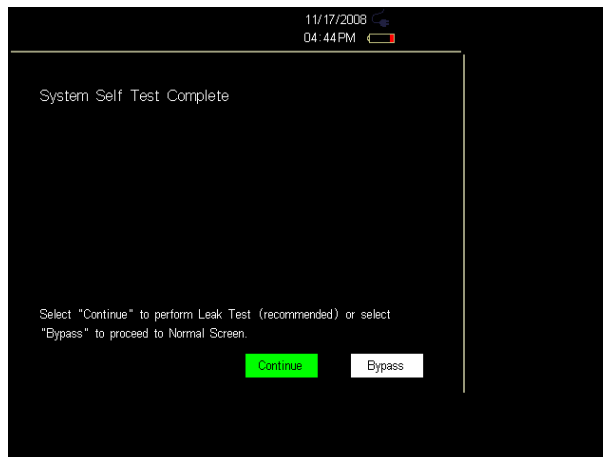 11/17/2008
04:44PM
System Self Test Complete
Select "Continue" to perform Leak Test (recommended) or select
"Bypass" to proceed to Normal Screen.
Continue Bypass